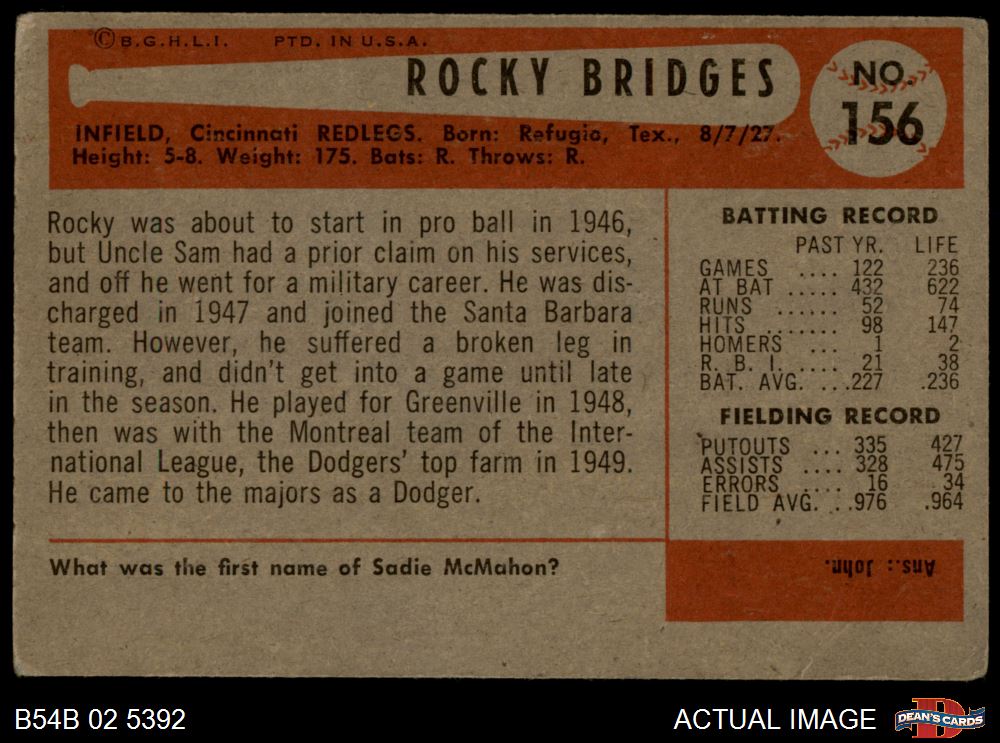 © B.G.H.L.I. PTD. IN U.S.A.
ROCKY BRIDGES
NO. 156
INFIELD, Cincinnati REDLEGS. Born: Refugio, Tex., 8/7/27.
Height: 5-8. Weight: 175. Bats: R. Throws: R.
Rocky was about to start in pro ball in 1946,
but Uncle Sam had a prior claim on his services,
and off he went for a military career. He was dis-
charged in 1947 and joined the Santa Barbara
team. However, he suffered a broken leg in
training, and didn't get into a game until late
in the season. He played for Greenville in 1948,
then was with the Montreal team of the Inter-
national League, the Dodgers' top farm in 1949.
He came to the majors as a Dodger.
BATTING RECORD
PAST YR. LIFE
GAMES .... 122 236
AT BAT ..... 432 622
RUNS ...... 52 74
HITS ....... 98 147
HOMERS ... 1 2
R. B. I. .... 21 38
BAT. AVG. ...227 .236
FIELDING RECORD
PUTOUTS ... 335 427
ASSISTS .... 328 475
ERRORS .... 16 34
FIELD AVG. ..976 .964
What was the first name of Sadie McMahon?
Ans.: John.
B54B 02 5392
ACTUAL IMAGE
DEAN'S CARDS